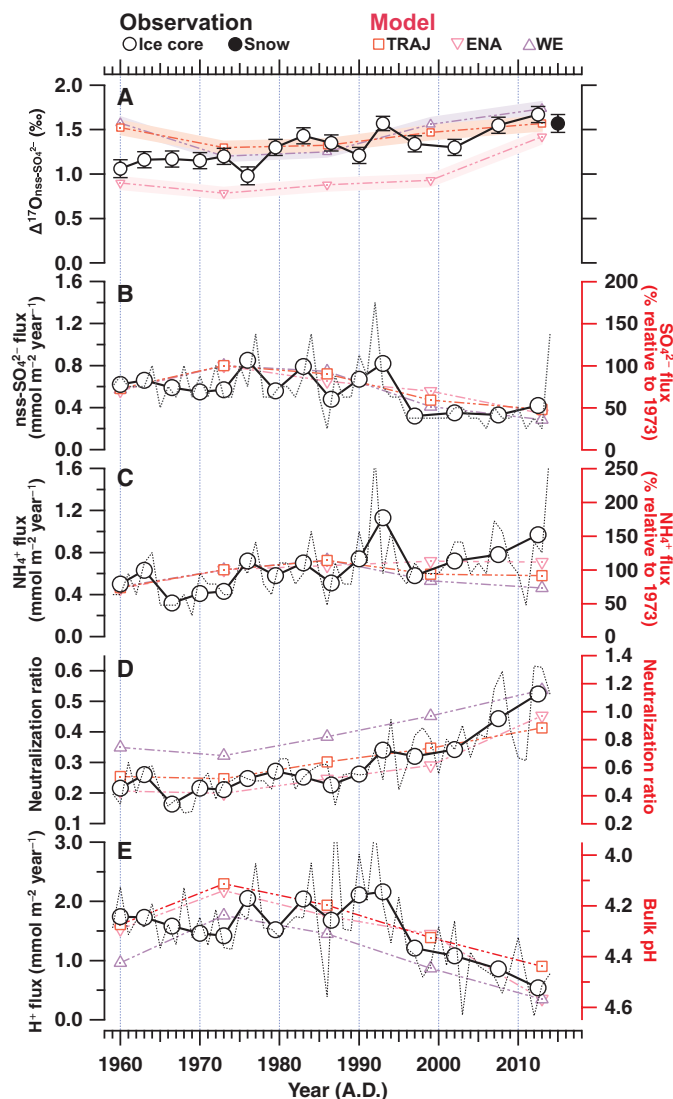 Observation Model
Ice core Snow TRAJ ENA WE
A
2.0
1.5
1.0
0.5
0.0
Δ¹⁷Onss-SO₄²⁻ (‰)
B
1.6
1.2
0.8
0.4
0.0
nss-SO₄²⁻ flux
(mmol m⁻² year⁻¹)
200
150
100
50
0
SO₄²⁻ flux
(% relative to 1973)
C
1.6
1.2
0.8
0.4
0.0
NH₄⁺ flux
(mmol m⁻² year⁻¹)
250
200
150
100
50
0
NH₄⁺ flux
(% relative to 1973)
D
0.6
0.5
0.4
0.3
0.2
0.1
Neutralization ratio
1.4
1.2
1.0
0.8
0.6
0.4
0.2
Neutralization ratio
E
3.0
2.0
1.0
0.0
H⁺ flux (mmol m⁻² year⁻¹)
4.0
4.2
4.4
4.6
Bulk pH
1960 1970 1980 1990 2000 2010
Year (A.D.)